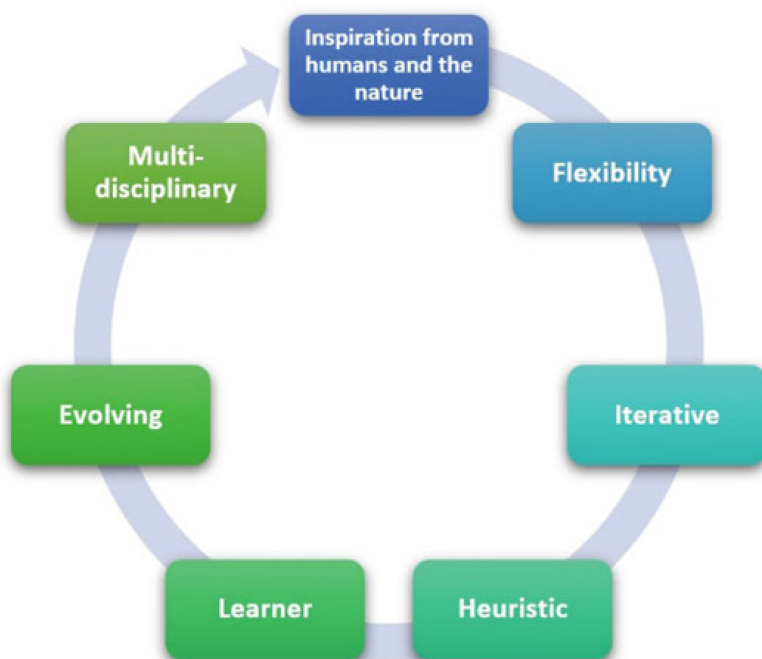 Inspiration from
humans and the
nature
Flexibility
Iterative
Heuristic
Learner
Evolving
Multi-
disciplinary